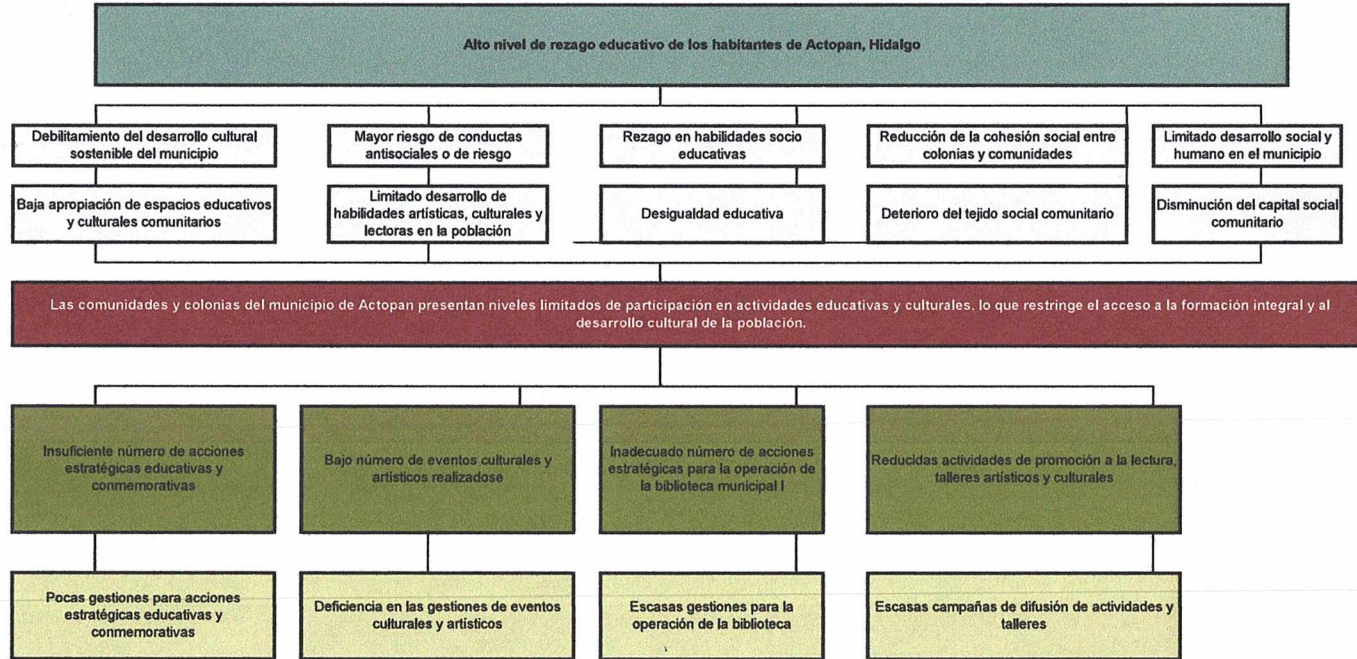 Alto nivel de rezago educativo de los habitantes de Actopan, Hidalgo
Debilitamiento del desarrollo cultural
sostenible del municipio
Mayor riesgo de conductas
antisociales o de riesgo
Rezago en habilidades socio
educativas
Reducción de la cohesión social entre
colonias y comunidades
Limitado desarrollo social y
humano en el municipio
Baja apropiación de espacios educativos
y culturales comunitarios
Limitado desarrollo de
habilidades artísticas, culturales y
lectoras en la población
Desigualdad educativa
Deterioro del tejido social comunitario
Disminución del capital social
comunitario
Las comunidades y colonias del municipio de Actopan presentan niveles limitados de participación en actividades educativas y culturales, lo que restringe el acceso a la formación integral y al
desarrollo cultural de la población.
Insuficiente número de acciones
estratégicas educativas y
conmemorativas
Bajo número de eventos culturales y
artísticos realizadose
Inadecuado número de acciones
estratégicas para la operación de
la biblioteca municipal I
Reducidas actividades de promoción a la lectura,
talleres artísticos y culturales
Pocas gestiones para acciones
estratégicas educativas y
conmemorativas
Deficiencia en las gestiones de eventos
culturales y artísticos
Escasas gestiones para la
operación de la biblioteca
Escasas campañas de difusión de actividades y
talleres